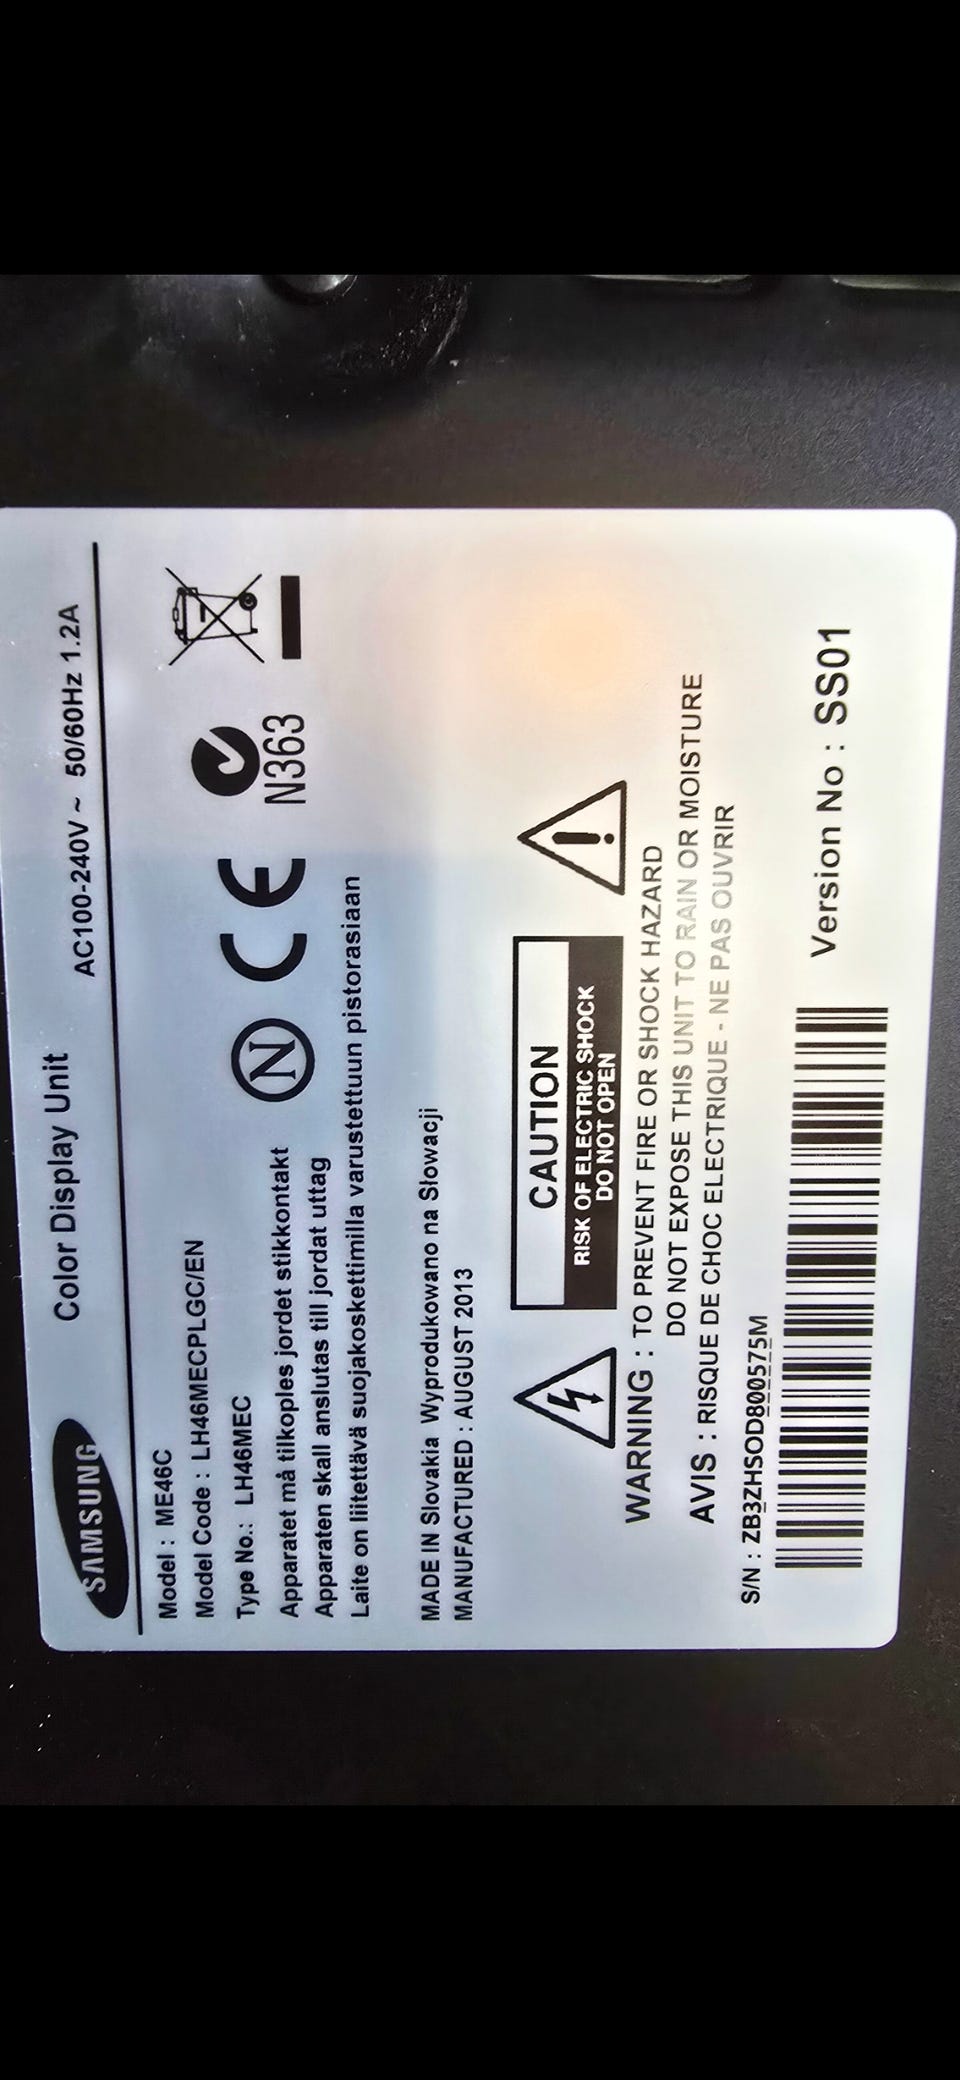 SAMSUNG
Color Display Unit
AC100-240V ~ 50/60Hz 1.2A
Model : ME46C
Model Code : LH46MECPLGC/EN
Type No.: LH46MEC
Apparatet må tilkoples jordet stikkontakt
Apparaten skall anslutas till jordat uttag
Laite on liitettävä suojakoskettimilla varustettuun pistorasiaan
N CE N363
MADE IN Slovakia Wyprodukowano na Słowacji
MANUFACTURED : AUGUST 2013
CAUTION
RISK OF ELECTRIC SHOCK
DO NOT OPEN
WARNING : TO PREVENT FIRE OR SHOCK HAZARD
DO NOT EXPOSE THIS UNIT TO RAIN OR MOISTURE
AVIS : RISQUE DE CHOC ELECTRIQUE - NE PAS OUVRIR
S/N : ZB3ZHSOD800575M
Version No : SS01